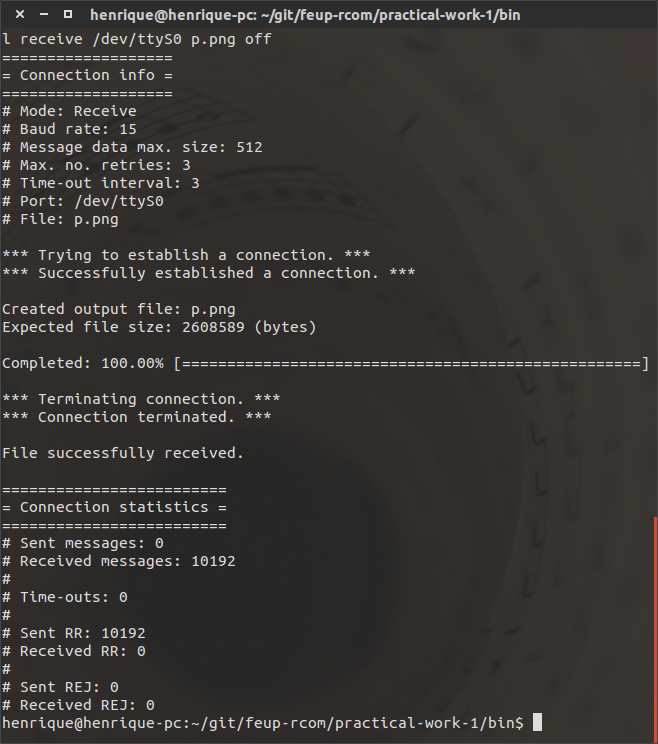 henrique@henrique-pc: ~/git/feup-rcom/practical-work-1/bin
l receive /dev/ttyS0 p.png off
===================
= Connection info =
===================
# Mode: Receive
# Baud rate: 15
# Message data max. size: 512
# Max. no. retries: 3
# Time-out interval: 3
# Port: /dev/ttyS0
# File: p.png
*** Trying to establish a connection. ***
*** Successfully established a connection. ***
Created output file: p.png
Expected file size: 2608589 (bytes)
Completed: 100.00% [===================================================]
*** Terminating connection. ***
*** Connection terminated. ***
File successfully received.
=========================
= Connection statistics =
=========================
# Sent messages: 0
# Received messages: 10192
#
# Time-outs: 0
#
# Sent RR: 10192
# Received RR: 0
#
# Sent REJ: 0
# Received REJ: 0
henrique@henrique-pc:~/git/feup-rcom/practical-work-1/bin$